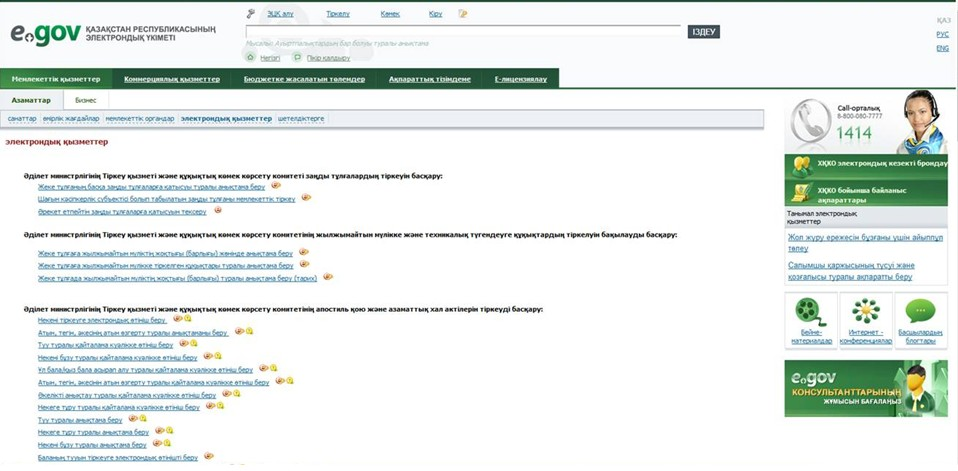 ЭЦҚ алу Тіркелу Көмек Кіру
e.gov ҚАЗАҚСТАН РЕСПУБЛИКАСЫНЫҢ
ЭЛЕКТРОНДЫҚ ҮКІМЕТІ
ІЗДЕУ
ҚАЗ
РУС
ENG
Мысалы: Ауыртпалықтардың бар болуы туралы анықтама
Негізгі Пікір қалдыру
Мемлекеттік қызметтер Коммерциялық қызметтер Бюджетке жасалатын төлемдер Ақпараттық тізімдеме Е-лицензиялау
Азаматтар Бизнес
санаттар өмірлік жағдайлар мемлекеттік органдар электрондық қызметтер шетелдіктерге
электрондық қызметтер
Әділет министрлігінің Тіркеу қызметі және құқықтық көмек көрсету комитеті заңды тұлғалардың тіркеуін басқару:
Жеке тұлғаның басқа заңды тұлғаларға қатысуы туралы анықтама беру
Шағын кәсіпкерлік субъектісі болып табылатын заңды тұлғаны мемлекеттік тіркеу
Әрекет етпейтін заңды тұлғаларға қатысуын тексеру
Әділет министрлігінің Тіркеу қызметі және құқықтық көмек көрсету комитетінің жылжымайтын мүлікке және техникалық түгендеуге құқықтардың тіркелуін бақылауды басқару:
Жеке тұлғаға жылжымайтын мүліктің жоқтығы (барлығы) жөнінде анықтама беру
Жеке тұлғаға жылжымайтын мүлікке тіркелген құқықтары туралы анықтама беру
Жеке тұлғада жылжымайтын мүліктің жоқтығы (барлығы) туралы анықтама беру (тарих)
Әділет министрлігінің Тіркеу қызметі және құқықтық көмек көрсету комитетінің апостиль қою және азаматтық хал актілерін тіркеуді басқару:
Некені тіркеуге электрондық өтініш беру
Атын, тегін, әкесінің атын өзгерту туралы анықтаманы беру
Туу туралы қайталама куәлікке өтініш беру
Некені бұзу туралы қайталама куәлікке өтініш беру
Ұл бала/қыз бала асырап алу туралы қайталама куәлікке өтініш беру
Атын, тегін, әкесінің атын өзгерту туралы қайталама куәлікке өтініш беру
Әкелікті анықтау туралы қайталама куәлікке өтініш беру
Некеге тұру туралы қайталама куәлікке өтініш беру
Туу туралы анықтама беру
Некеге тұру туралы анықтама беру
Некені бұзу туралы анықтама беру
Баланың тууын тіркеуге электрондық өтінішті беру
Call-орталық
8-800-080-7777
1414
ХҚКО электрондық кезекті брондау
ХҚКО бойынша байланыс
ақпараттары
Танымал электрондық
қызметтер
Жол жүру ережесін бұзғаны үшін айыппұл
төлеу
Салымшы қаржысының түсуі және
қозғалысы туралы ақпаратты беру
Бейне-
материалдар
Интернет -
конференциялар
Басшылардың
блогтары
e.gov
КОНСУЛЬТАНТТАРЫНЫҢ
ЖҰМЫСЫН БАҒАЛАҢЫЗ